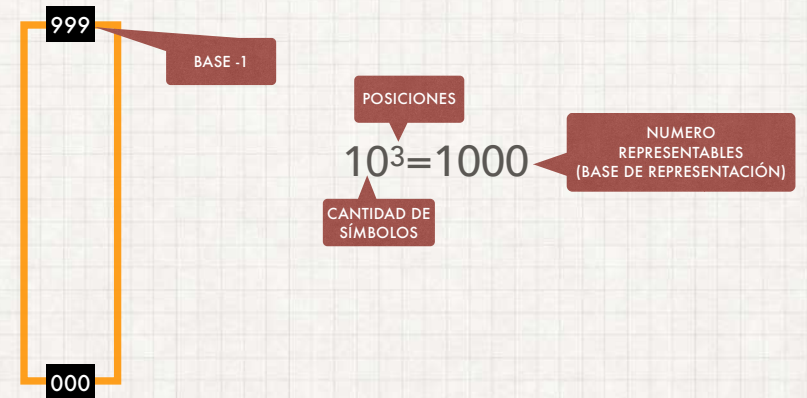 999
BASE -1
POSICIONES
10³=1000
NUMERO
REPRESENTABLES
(BASE DE REPRESENTACIÓN)
CANTIDAD DE
SÍMBOLOS
000